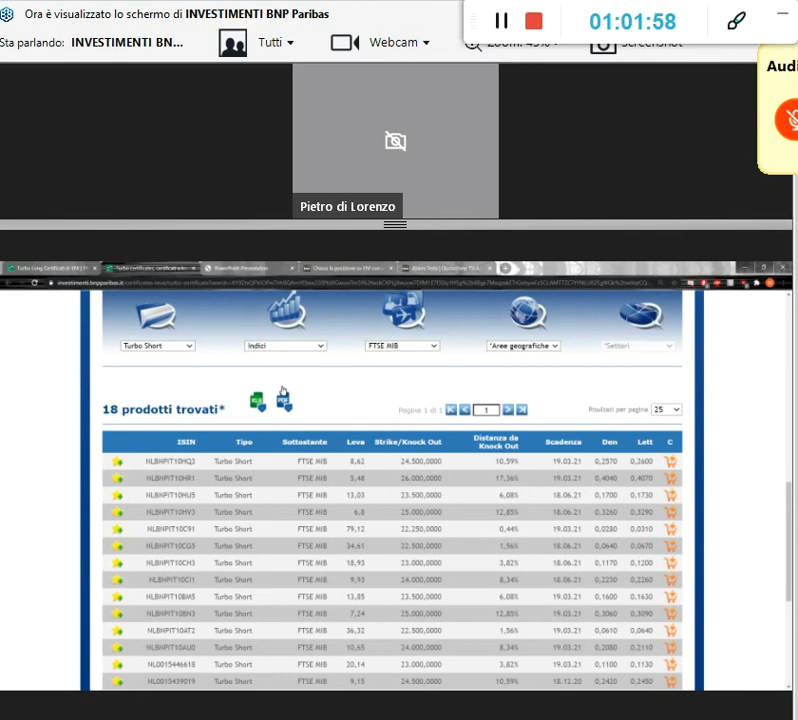 Ora è visualizzato lo schermo di INVESTIMENTI BNP Paribas
01:01:58
Sta parlando: INVESTIMENTI BN...
Tutti
Webcam
Audi
Pietro di Lorenzo
PowerPoint Presentation
Turbo Short
Indici
FTSE MIB
*Aree geografiche
*Settori
18 prodotti trovati*
XLS
PDF
Pagina 1 di 1
1
Risultati per pagina 25
ISIN Tipo Sottostante Leva Strike/Knock Out Distanza da Knock Out Scadenza Den Lett C
NLBNPIT10HQ3 Turbo Short FTSE MIB 8,62 24.500,0000 10,59% 19.03.21 0,2570 0,2600
NLBNPIT10HR1 Turbo Short FTSE MIB 5,48 26.000,0000 17,36% 19.03.21 0,4040 0,4070
NLBNPIT10HU5 Turbo Short FTSE MIB 13,03 23.500,0000 6,08% 18.06.21 0,1700 0,1730
NLBNPIT10HV3 Turbo Short FTSE MIB 6,8 25.000,0000 12,85% 18.06.21 0,3260 0,3290
NLBNPIT10C91 Turbo Short FTSE MIB 79,12 22.250,0000 0,44% 19.03.21 0,0280 0,0310
NLBNPIT10CG5 Turbo Short FTSE MIB 34,61 22.500,0000 1,56% 18.06.21 0,0640 0,0670
NLBNPIT10CH3 Turbo Short FTSE MIB 18,93 23.000,0000 3,82% 18.06.21 0,1170 0,1200
NLBNPIT10CI1 Turbo Short FTSE MIB 9,93 24.000,0000 8,34% 18.06.21 0,2230 0,2260
NLBNPIT10BM5 Turbo Short FTSE MIB 13,85 23.500,0000 6,08% 19.03.21 0,1600 0,1630
NLBNPIT10BN3 Turbo Short FTSE MIB 7,24 25.000,0000 12,85% 19.03.21 0,3060 0,3090
NLBNPIT10AT2 Turbo Short FTSE MIB 36,32 22.500,0000 1,56% 19.03.21 0,0610 0,0640
NLBNPIT10AU0 Turbo Short FTSE MIB 10,65 24.000,0000 8,34% 19.03.21 0,2080 0,2110
NL0015446618 Turbo Short FTSE MIB 20,14 23.000,0000 3,82% 19.03.21 0,1100 0,1130
NL0015439019 Turbo Short FTSE MIB 9,15 24.500,0000 10,59% 18.12.20 0,2420 0,2450